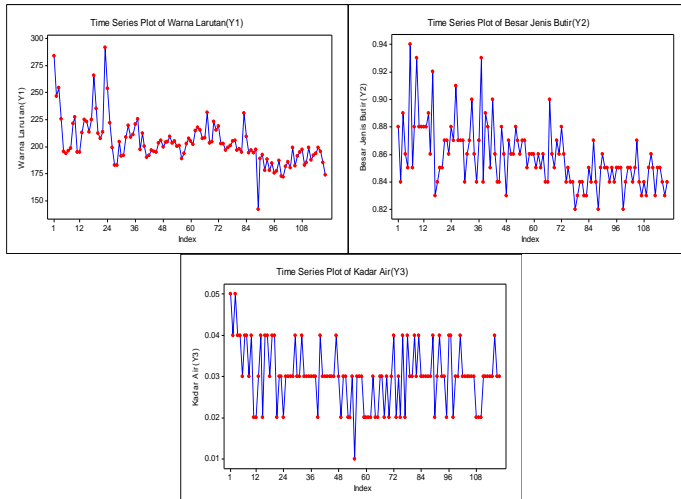 Time Series Plot of Warna Larutan(Y1)
Warna Larutan(Y1)
300
275
250
225
200
175
150
1 12 24 36 48 60 72 84 96 108
Index
Time Series Plot of Besar Jenis Butir(Y2)
Besar Jenis Butir (Y2)
0.94
0.92
0.90
0.88
0.86
0.84
0.82
1 12 24 36 48 60 72 84 96 108
Index
Time Series Plot of Kadar Air(Y3)
Kadar Air(Y3)
0.05
0.04
0.03
0.02
0.01
1 12 24 36 48 60 72 84 96 108
Index